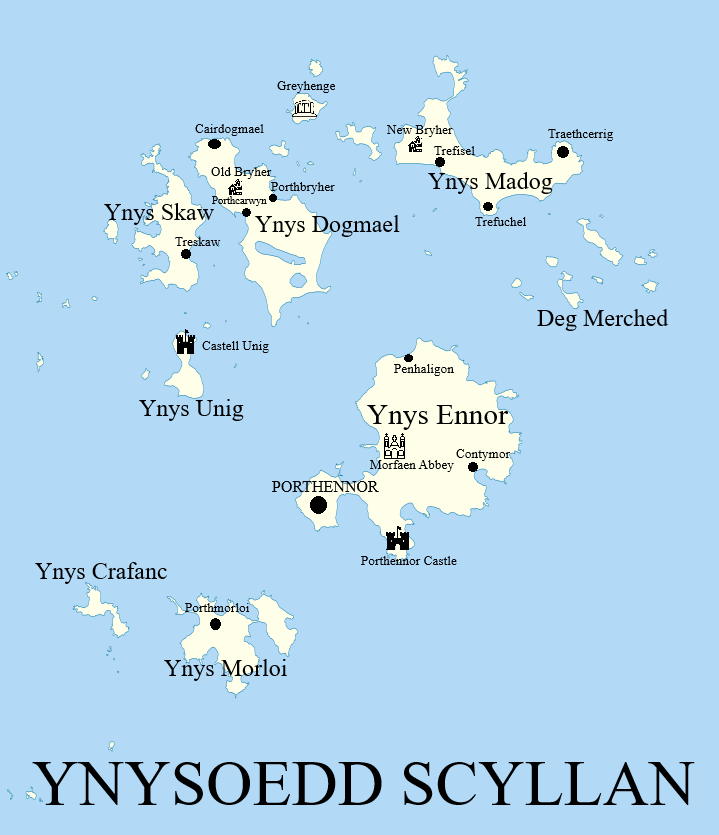 Greyhenge
Cairdogmael
New Bryher
Traethcerrig
Trefisel
Old Bryher
Ynys Madog
Porthbryher
Porthcarwyn
Ynys Skaw
Ynys Dogmael
Trefuchel
Treskaw
Deg Merched
Castell Unig
Penhaligon
Ynys Unig
Ynys Ennor
Contymor
Morfaen Abbey
PORTHENNOR
Porthennor Castle
Ynys Crafanc
Porthmorloi
Ynys Morloi
YNYSOEDD SCYLLAN